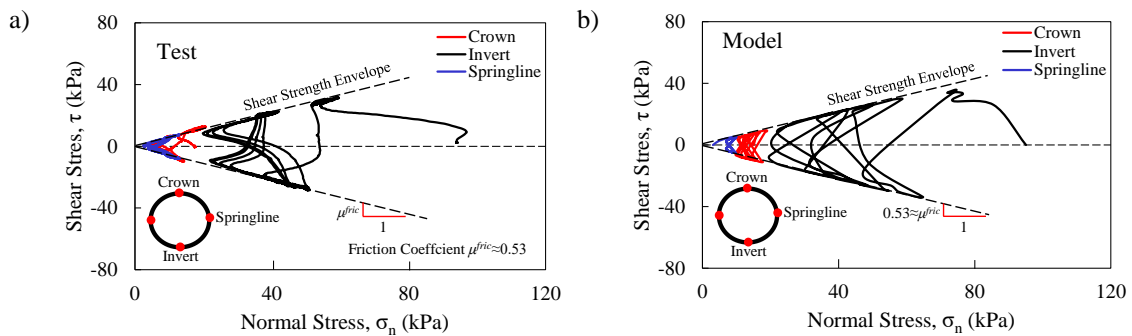 a)
80
40
0
-40
-80
Shear Stres, τ (kPa)
Test
Crown
Invert
Springline
Shear Strength Envelope
Crown
Springline
Invert
μfric
1
Friction Coeffcient μfric≈0.53
0
40
80
120
Normal Stress, σn (kPa)
b)
80
40
0
-40
-80
Shear Stres, τ (kPa)
Model
Crown
Invert
Springline
Shear Strength Envelope
Crown
Springline
Invert
0.53≈μfric
1
0
40
80
120
Normal Stress, σn (kPa)